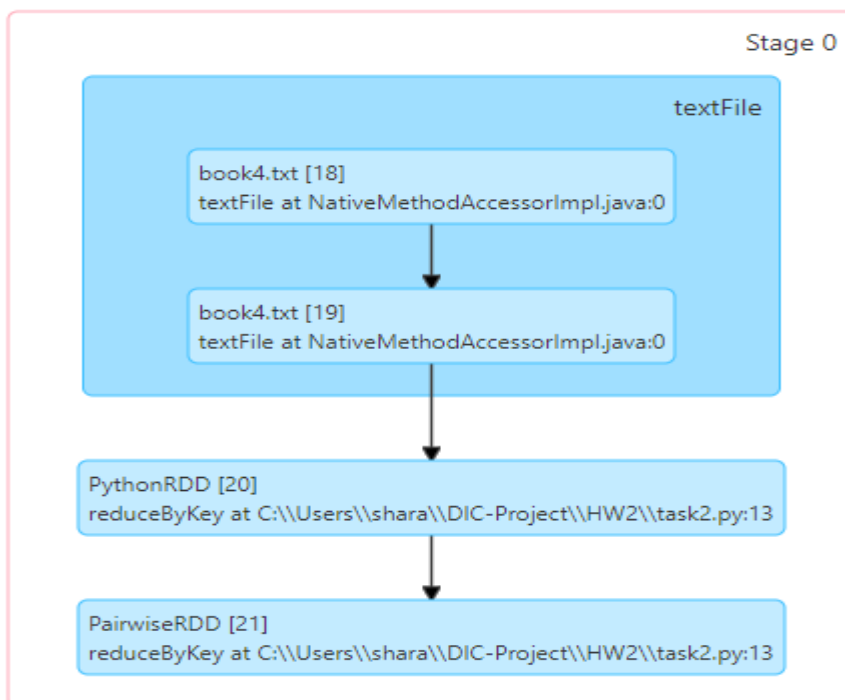 Stage 0
textFile
book4.txt [18]
textFile at NativeMethodAccessorImpl.java:0
book4.txt [19]
textFile at NativeMethodAccessorImpl.java:0
PythonRDD [20]
reduceByKey at C:\\Users\\shara\\DIC-Project\\HW2\\task2.py:13
PairwiseRDD [21]
reduceByKey at C:\\Users\\shara\\DIC-Project\\HW2\\task2.py:13